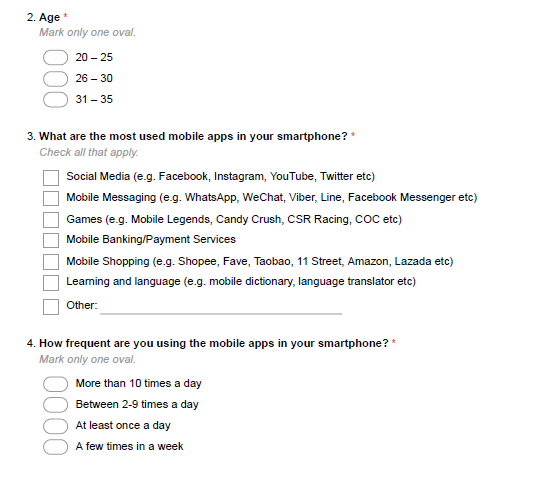 2. Age *
Mark only one oval.
20 – 25
26 – 30
31 – 35
3. What are the most used mobile apps in your smartphone? *
Check all that apply.
Social Media (e.g. Facebook, Instagram, YouTube, Twitter etc)
Mobile Messaging (e.g. WhatsApp, WeChat, Viber, Line, Facebook Messenger etc)
Games (e.g. Mobile Legends, Candy Crush, CSR Racing, COC etc)
Mobile Banking/Payment Services
Mobile Shopping (e.g. Shopee, Fave, Taobao, 11 Street, Amazon, Lazada etc)
Learning and language (e.g. mobile dictionary, language translator etc)
Other:
4. How frequent are you using the mobile apps in your smartphone? *
Mark only one oval.
More than 10 times a day
Between 2-9 times a day
At least once a day
A few times in a week